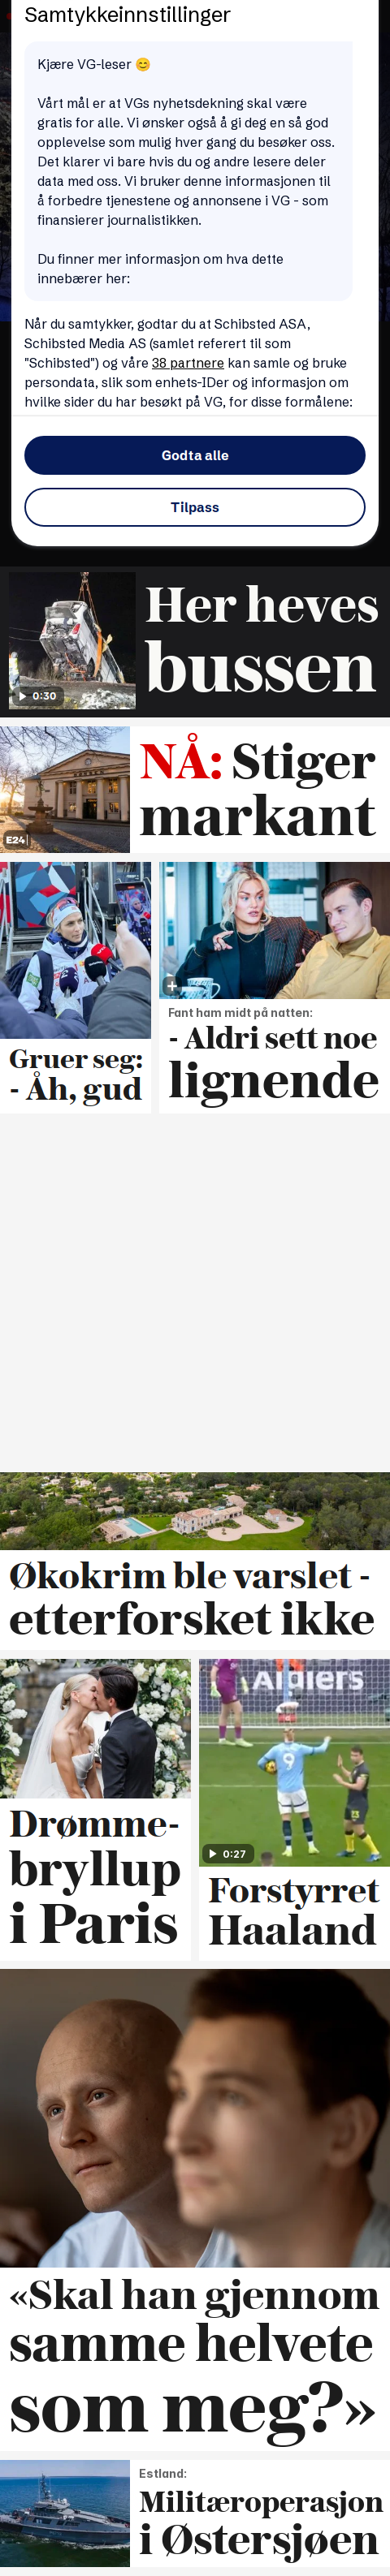 Samtykkeinnstillinger
Kjære VG-leser 😊
Vårt mål er at VGs nyhetsdekning skal være
gratis for alle. Vi ønsker også å gi deg en så god
opplevelse som mulig hver gang du besøker oss.
Det klarer vi bare hvis du og andre lesere deler
data med oss. Vi bruker denne informasjonen til
å forbedre tjenestene og annonsene i VG - som
finansierer journalistikken.
Du finner mer informasjon om hva dette
innebærer her:
Når du samtykker, godtar du at Schibsted ASA,
Schibsted Media AS (samlet referert til som
"Schibsted") og våre 38 partnere kan samle og bruke
persondata, slik som enhets-IDer og informasjon om
hvilke sider du har besøkt på VG, for disse formålene:
Godta alle
Tilpass
0:30
Her heves
bussen
E24
NÅ: Stiger
markant
Gruer seg:
- Åh, gud
Fant ham midt på natten:
- Aldri sett noe
lignende
Økokrim ble varslet -
etterforsket ikke
Drømme-
bryllup
i Paris
Algiers
9
0:27
Forstyrret
Haaland
«Skal han gjennom
samme helvete
som meg?»
Estland:
Militæroperasjon
i Østersjøen